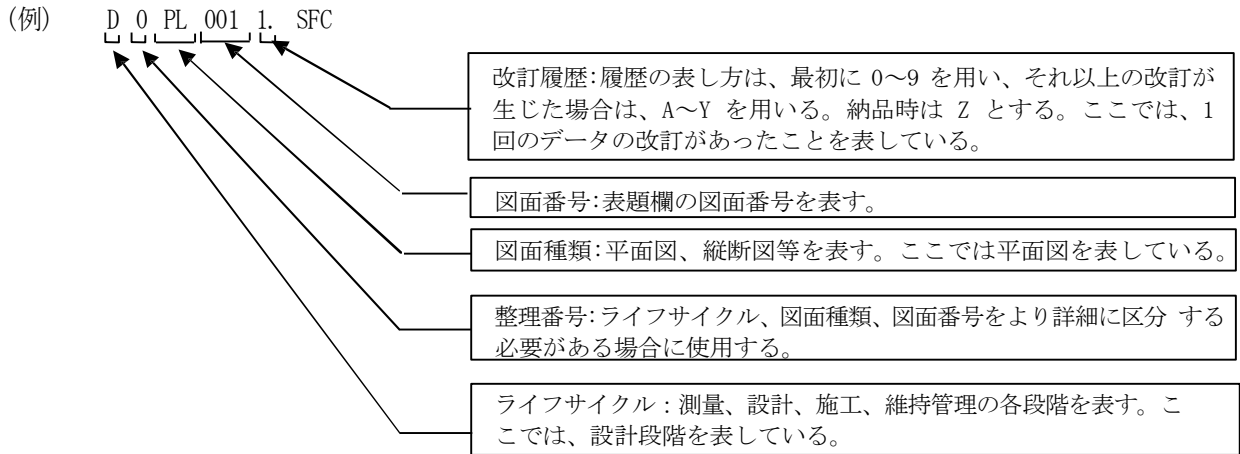 (例) D 0 PL 001 1. SFC
改訂履歴:履歴の表し方は、最初に 0～9 を用い、それ以上の改訂が
生じた場合は、A～Y を用いる。納品時は Z とする。ここでは、1
回のデータの改訂があったことを表している。
図面番号:表題欄の図面番号を表す。
図面種類:平面図、縦断図等を表す。ここでは平面図を表している。
整理番号:ライフサイクル、図面種類、図面番号をより詳細に区分 する
必要がある場合に使用する。
ライフサイクル：測量、設計、施工、維持管理の各段階を表す。こ
こでは、設計段階を表している。